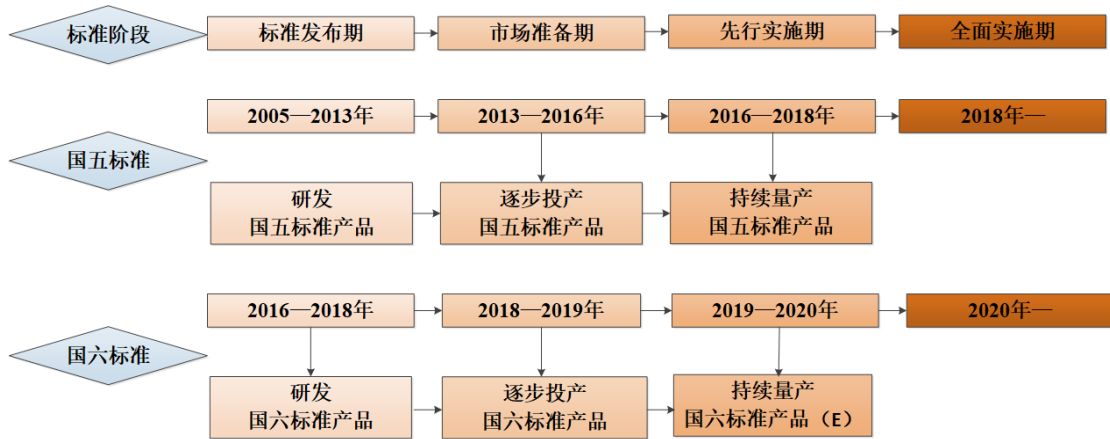 标准阶段
标准发布期
市场准备期
先行实施期
全面实施期
国五标准
2005—2013年
2013—2016年
2016—2018年
2018年—
研发
国五标准产品
逐步投产
国五标准产品
持续量产
国五标准产品
国六标准
2016—2018年
2018—2019年
2019—2020年
2020年—
研发
国六标准产品
逐步投产
国六标准产品
持续量产
国六标准产品（E）